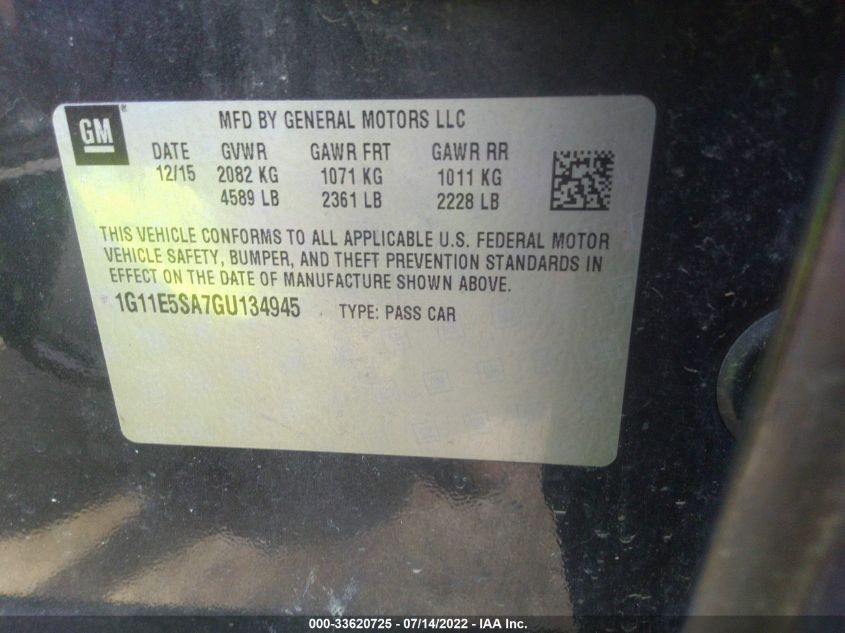 GM ®
MFD BY GENERAL MOTORS LLC
DATE GVWR GAWR FRT GAWR RR
12/15 2082 KG 1071 KG 1011 KG
4589 LB 2361 LB 2228 LB
THIS VEHICLE CONFORMS TO ALL APPLICABLE U.S. FEDERAL MOTOR
VEHICLE SAFETY, BUMPER, AND THEFT PREVENTION STANDARDS IN
EFFECT ON THE DATE OF MANUFACTURE SHOWN ABOVE.
1G11E5SA7GU134945 TYPE: PASS CAR
000-33620725 - 07/14/2022 - IAA Inc.